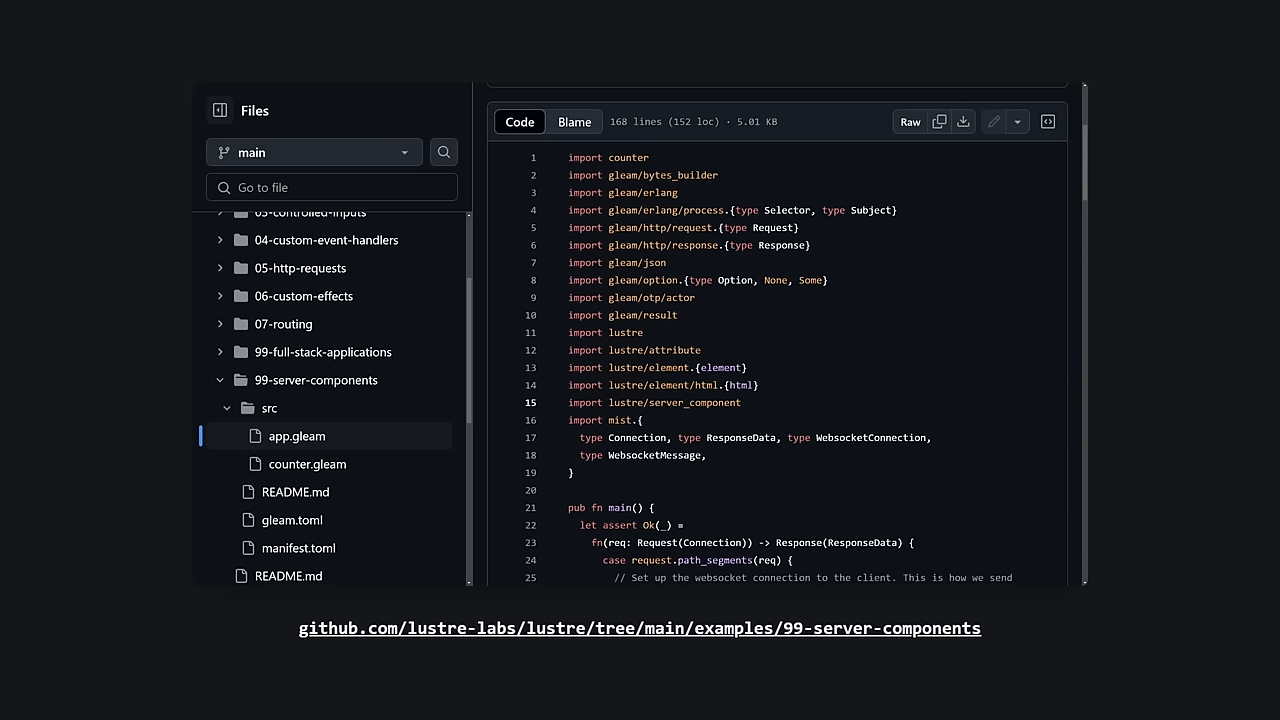 Files
main
Go to file
03-controlled-inputs
04-custom-event-handlers
05-http-requests
06-custom-effects
07-routing
99-full-stack-applications
99-server-components
src
app.gleam
counter.gleam
README.md
gleam.toml
manifest.toml
README.md
Code Blame 168 lines (152 loc) · 5.01 KB Raw
1 import counter
2 import gleam/bytes_builder
3 import gleam/erlang
4 import gleam/erlang/process.{type Selector, type Subject}
5 import gleam/http/request.{type Request}
6 import gleam/http/response.{type Response}
7 import gleam/json
8 import gleam/option.{type Option, None, Some}
9 import gleam/otp/actor
10 import gleam/result
11 import lustre
12 import lustre/attribute
13 import lustre/element.{element}
14 import lustre/element/html.{html}
15 import lustre/server_component
16 import mist.{
17 type Connection, type ResponseData, type WebsocketConnection,
18 type WebsocketMessage,
19 }
20
21 pub fn main() {
22 let assert Ok(_) =
23 fn(req: Request(Connection)) -> Response(ResponseData) {
24 case request.path_segments(req) {
25 // Set up the websocket connection to the client. This is how we send
github.com/lustre-labs/lustre/tree/main/examples/99-server-components